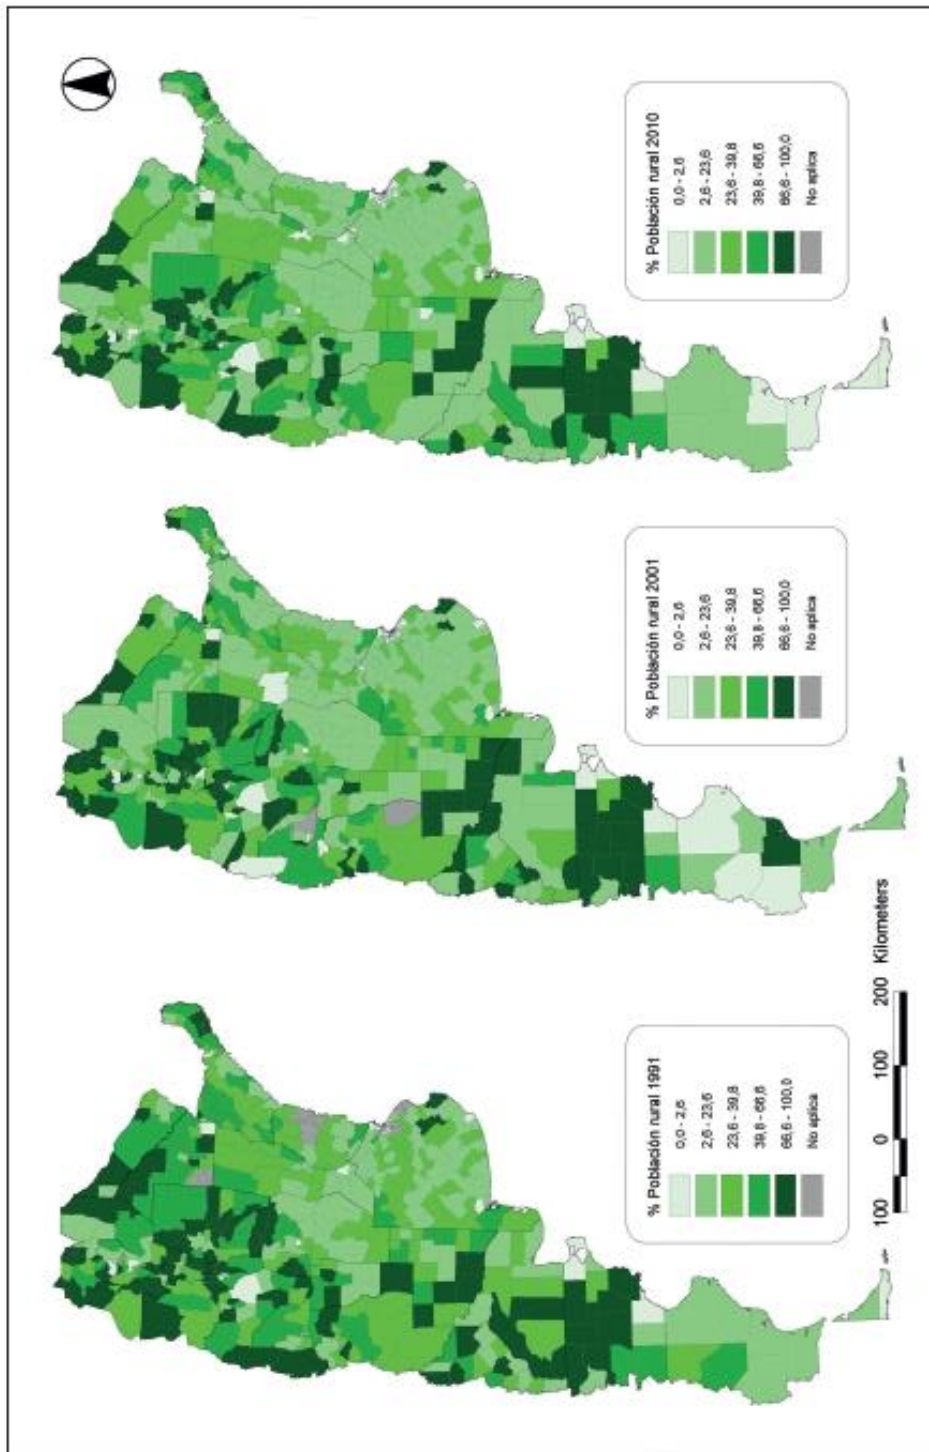 % Población rural 1991
0,0 - 2,6
2,6 - 23,6
23,6 - 39,8
39,8 - 66,6
66,6 - 100,0
No aplica
% Población rural 2001
0,0 - 2,6
2,6 - 23,6
23,6 - 39,8
39,8 - 66,6
66,6 - 100,0
No aplica
% Población rural 2010
0,0 - 2,6
2,6 - 23,6
23,6 - 39,8
39,8 - 66,6
66,6 - 100,0
No aplica
100 0 100 200 Kilometers